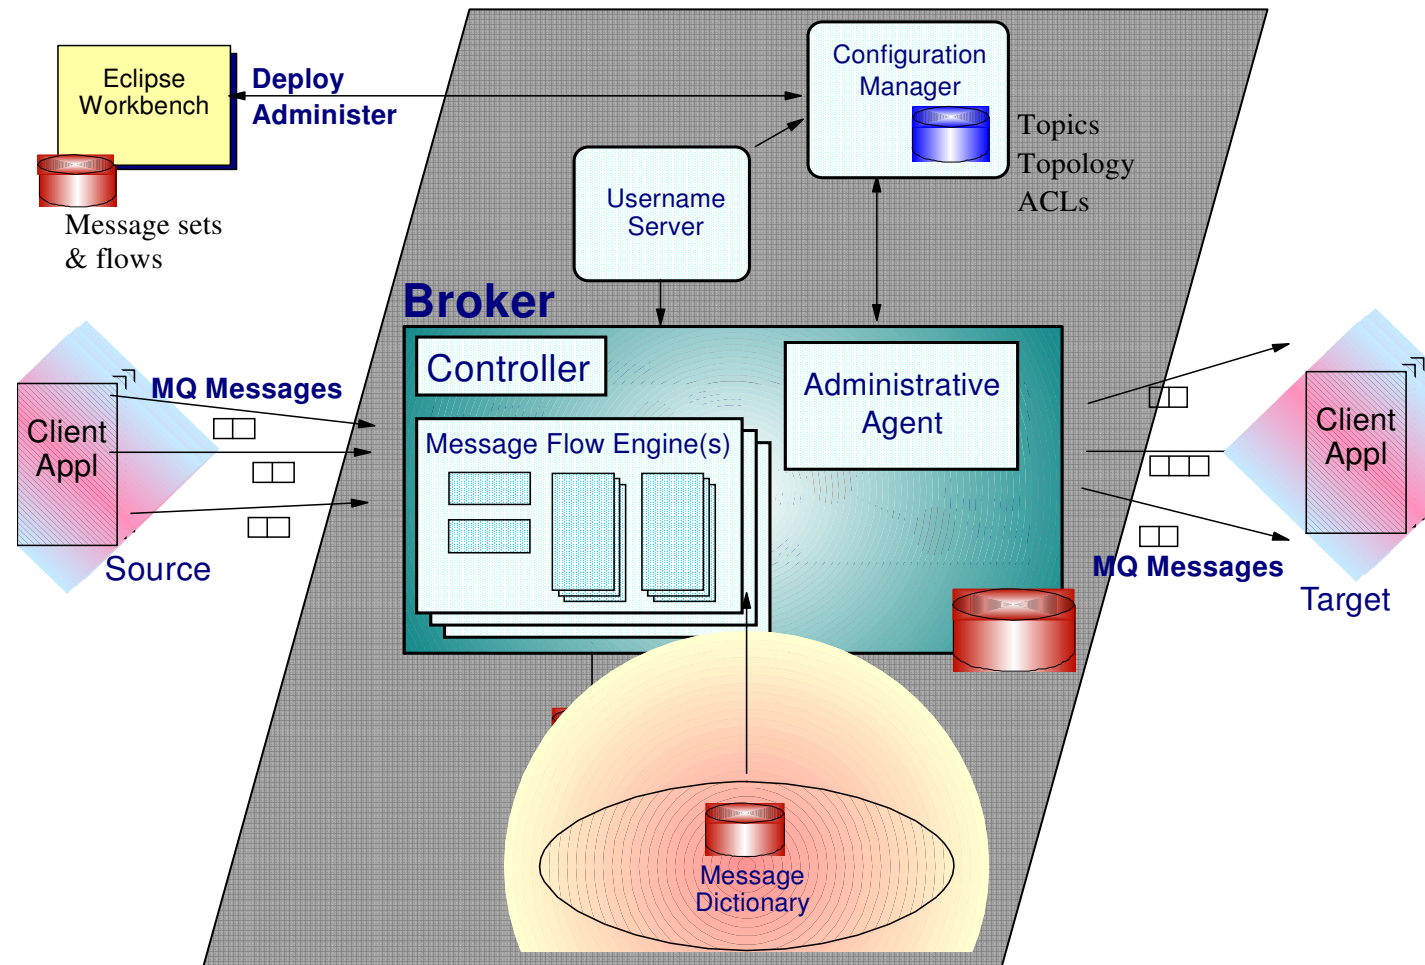 Eclipse
Workbench
Deploy
Administer
Configuration
Manager
Topics
Topology
ACLs
Message sets
& flows
Username
Server
Broker
Controller
Administrative
Agent
MQ Messages
Client
Appl
Source
Message Flow Engine(s)
Client
Appl
MQ Messages
Target
Message
Dictionary